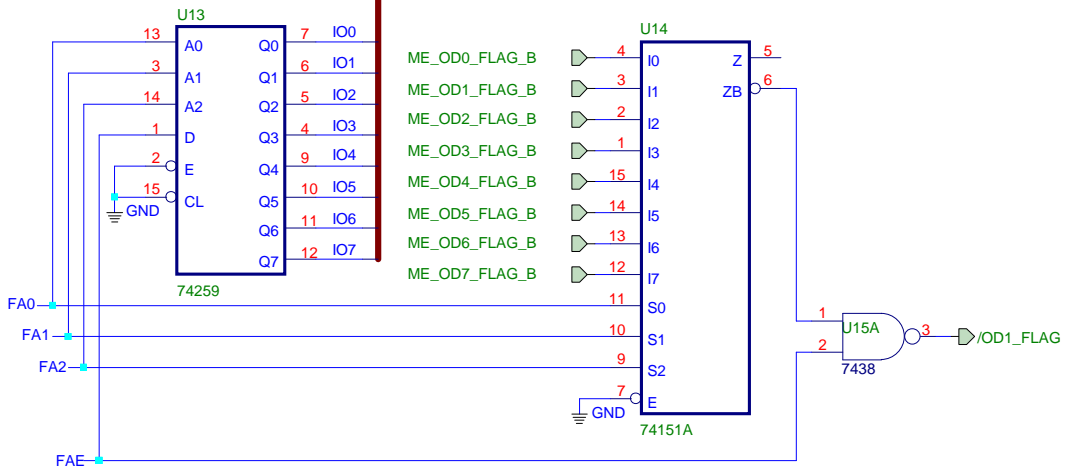 U13
13 A0 Q0 7 IO0
3 A1 Q1 6 IO1
14 A2 Q2 5 IO2
1 D Q3 4 IO3
2 E Q4 9 IO4
15 CL Q5 10 IO5
GND Q6 11 IO6
Q7 12 IO7
74259
U14
ME_OD0_FLAG_B 4 I0 Z 5
ME_OD1_FLAG_B 3 I1 ZB 6
ME_OD2_FLAG_B 2 I2
ME_OD3_FLAG_B 1 I3
ME_OD4_FLAG_B 15 I4
ME_OD5_FLAG_B 14 I5
ME_OD6_FLAG_B 13 I6
ME_OD7_FLAG_B 12 I7
FA0 11 S0
FA1 10 S1
FA2 9 S2
GND 7 E
74151A
1 U15A 3 /OD1_FLAG
2
7438
FAE